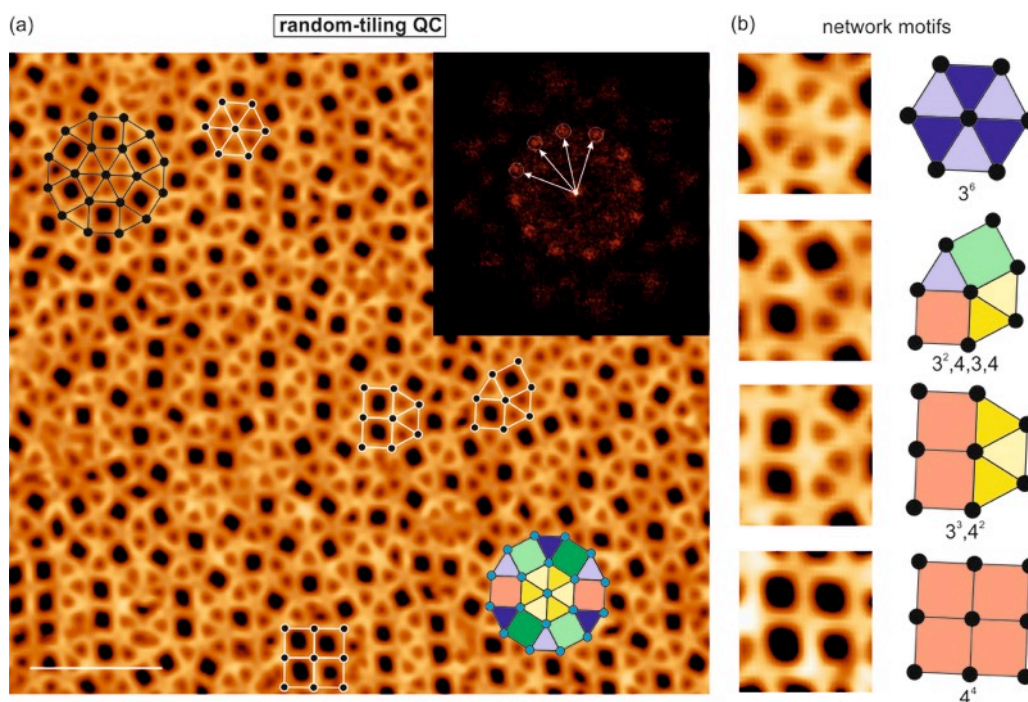 (a)
random-tiling QC
(b)
network motifs
3⁶
3²,4,3,4
3³,4²
4⁴